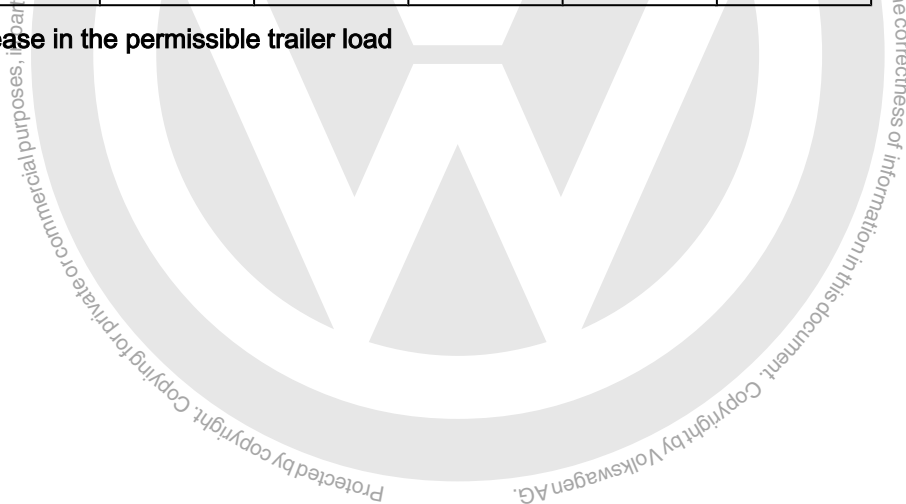 ease in the permissible trailer load
Protected by copyright. Copying for private or commercial purposes, in part
e correctness of information in this document. Copyright by Volkswagen AG.